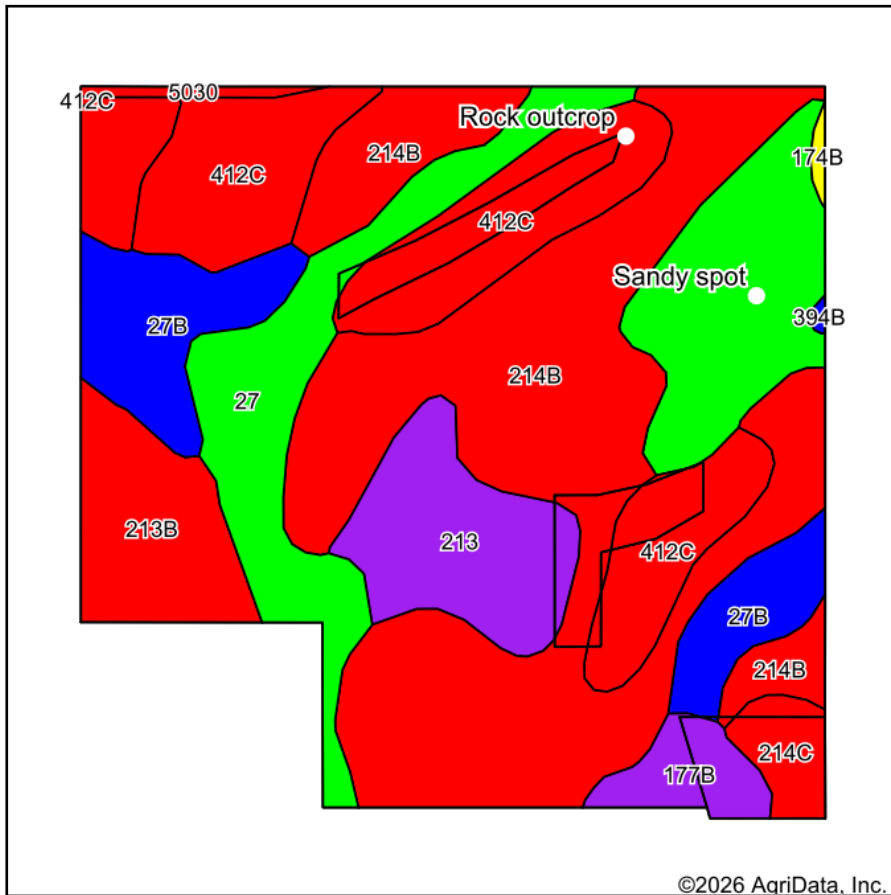 5030
412C
Rock outcrop
214B
174B
412C
412C
Sandy spot
394B
27B
214B
27
213B
213
412C
27B
214B
214C
177B
©2026 AgriData, Inc.